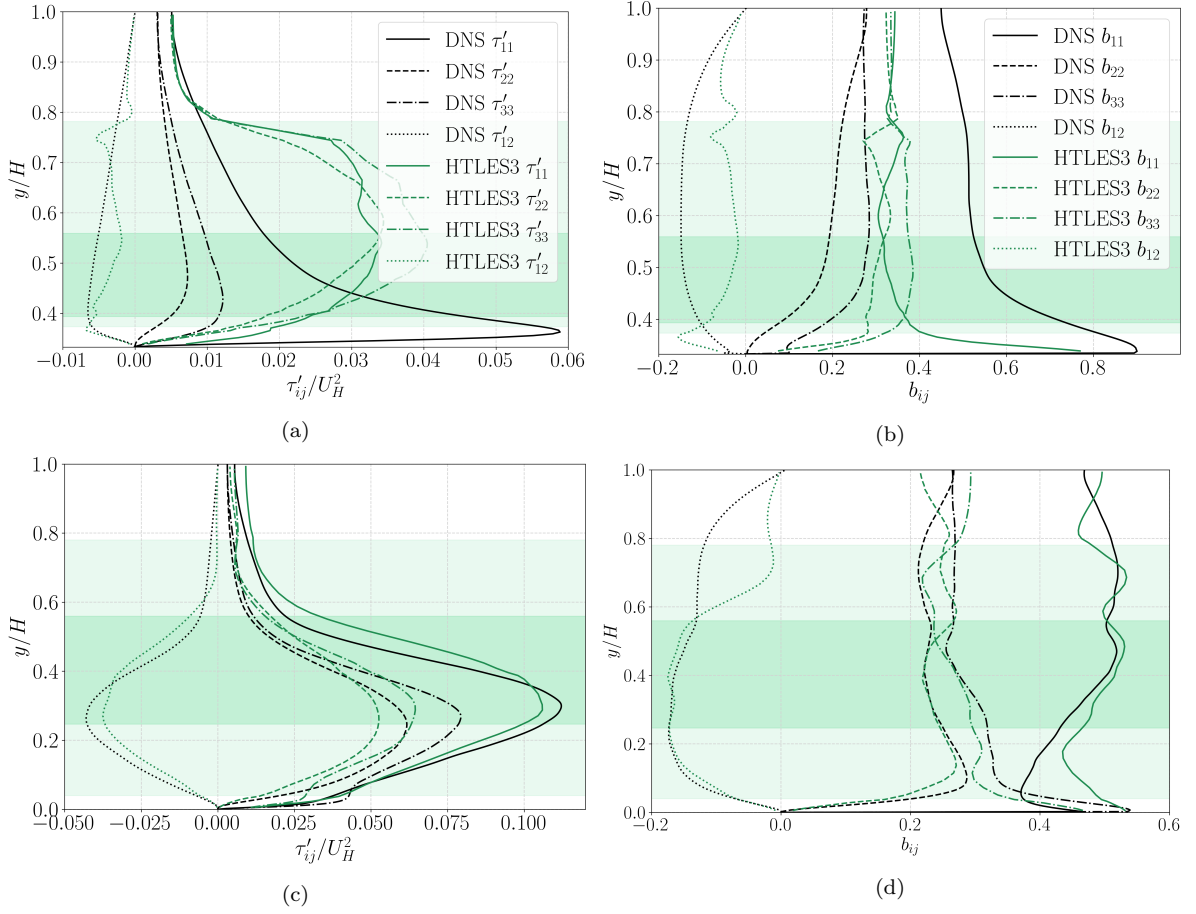 1.0
0.9
0.8
0.7
0.6
0.5
0.4
y/H
−0.01
0.00
0.01
0.02
0.03
0.04
0.05
0.06
τ′ij/U²H
DNS τ′11
DNS τ′22
DNS τ′33
DNS τ′12
HTLES3 τ′11
HTLES3 τ′22
HTLES3 τ′33
HTLES3 τ′12
(a)
1.0
0.9
0.8
0.7
0.6
0.5
0.4
y/H
−0.2
0.0
0.2
0.4
0.6
0.8
bij
DNS b11
DNS b22
DNS b33
DNS b12
HTLES3 b11
HTLES3 b22
HTLES3 b33
HTLES3 b12
(b)
1.0
0.8
0.6
0.4
0.2
0.0
y/H
−0.050
−0.025
0.000
0.025
0.050
0.075
0.100
τ′ij/U²H
(c)
1.0
0.8
0.6
0.4
0.2
0.0
y/H
−0.2
0.0
0.2
0.4
0.6
bij
(d)